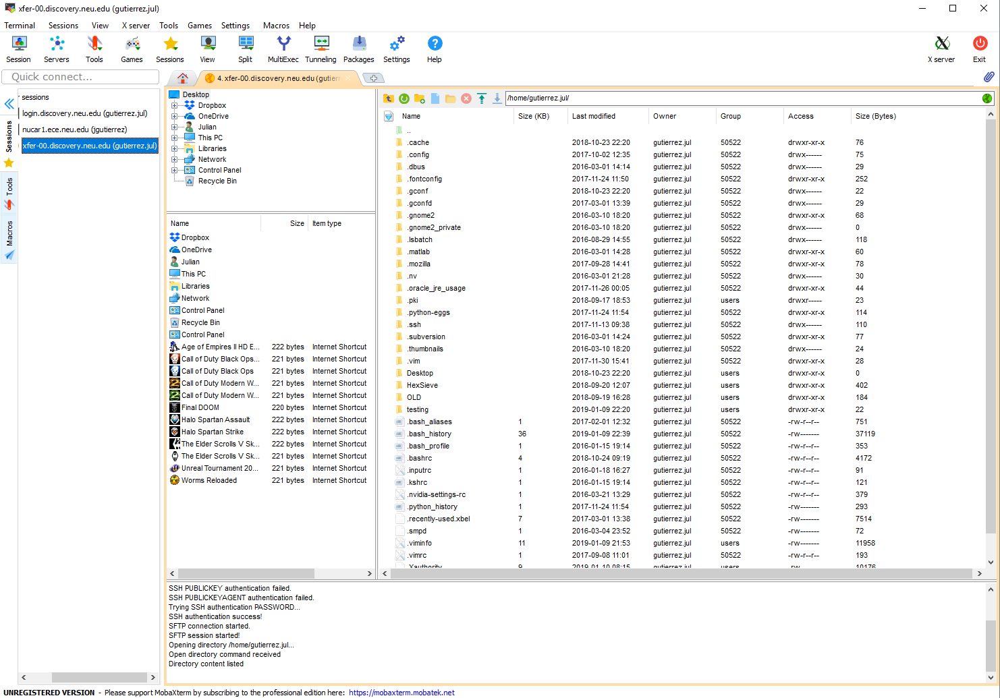 xfer-00.discovery.neu.edu (gutierrez.jul)
Terminal Sessions View X server Tools Games Settings Macros Help
Session Servers Tools Games Sessions View Split MultiExec Tunneling Packages Settings Help X server Exit
Quick connect...
4. xfer-00.discovery.neu.edu (gutierr
Sessions
Tools
Macros
sessions
login.discovery.neu.edu (gutierrez.jul)
nucar1.ece.neu.edu (jgutierrez)
xfer-00.discovery.neu.edu (gutierrez.jul)
Desktop
Dropbox
OneDrive
Julian
This PC
Libraries
Network
Control Panel
Recycle Bin
Name Size Item type
Dropbox
OneDrive
Julian
This PC
Libraries
Network
Control Panel
Recycle Bin
Control Panel
Age of Empires II HD E... 222 bytes Internet Shortcut
Call of Duty Black Ops... 221 bytes Internet Shortcut
Call of Duty Black Ops 221 bytes Internet Shortcut
Call of Duty Modern W... 221 bytes Internet Shortcut
Call of Duty Modern W... 221 bytes Internet Shortcut
Final DOOM 220 bytes Internet Shortcut
Halo Spartan Assault 222 bytes Internet Shortcut
Halo Spartan Strike 222 bytes Internet Shortcut
The Elder Scrolls V Sk... 222 bytes Internet Shortcut
The Elder Scrolls V Sk... 221 bytes Internet Shortcut
Unreal Tournament 20... 221 bytes Internet Shortcut
Worms Reloaded 221 bytes Internet Shortcut
/home/gutierrez.jul/
Name Size (KB) Last modified Owner Group Access Size (Bytes)
..
.cache 2018-10-23 22:20 gutierrez.jul 50522 drwxr-xr-x 76
.config 2017-10-02 12:35 gutierrez.jul 50522 drwx------ 75
.dbus 2016-03-01 14:14 gutierrez.jul 50522 drwxr-xr-x 29
.fontconfig 2017-11-24 11:50 gutierrez.jul 50522 drwxr-xr-x 252
.gconf 2018-10-23 22:20 gutierrez.jul 50522 drwx------ 22
.gconfd 2017-03-01 13:39 gutierrez.jul 50522 drwx------ 29
.gnome2 2016-03-10 18:20 gutierrez.jul 50522 drwxr-xr-x 68
.gnome2_private 2016-03-10 18:20 gutierrez.jul 50522 drwx------ 0
.lsbatch 2016-08-29 14:55 gutierrez.jul 50522 drwx------ 118
.matlab 2016-03-01 14:28 gutierrez.jul 50522 drwxr-xr-x 60
.mozilla 2017-09-28 14:41 gutierrez.jul 50522 drwxr-xr-x 78
.nv 2016-03-01 21:28 gutierrez.jul 50522 drwx------ 30
.oracle_jre_usage 2017-11-26 00:05 gutierrez.jul 50522 drwxr-xr-x 44
.pki 2018-09-17 18:53 gutierrez.jul users drwxr----- 23
.python-eggs 2017-11-24 11:54 gutierrez.jul 50522 drwxr-xr-x 114
.ssh 2017-11-13 09:38 gutierrez.jul 50522 drwx------ 110
.subversion 2016-03-01 14:24 gutierrez.jul 50522 drwxr-xr-x 77
.thumbnails 2016-03-10 18:20 gutierrez.jul 50522 drwx------ 24
.vim 2017-11-30 15:41 gutierrez.jul 50522 drwxr-xr-x 28
Desktop 2018-10-23 22:20 gutierrez.jul users drwxr-xr-x 0
HexSieve 2018-09-20 12:07 gutierrez.jul users drwxr-xr-x 402
OLD 2018-09-19 16:28 gutierrez.jul users drwxr-xr-x 184
testing 2019-01-09 22:20 gutierrez.jul users drwxr-xr-x 22
.bash_aliases 1 2017-02-01 12:32 gutierrez.jul 50522 -rw-r--r-- 751
.bash_history 36 2019-01-09 22:39 gutierrez.jul 50522 -rw------- 37119
.bash_profile 1 2016-01-15 19:14 gutierrez.jul 50522 -rw-r--r-- 353
.bashrc 4 2018-10-24 09:19 gutierrez.jul 50522 -rw-r--r-- 4172
.inputrc 1 2016-01-18 16:27 gutierrez.jul 50522 -rw-r--r-- 91
.kshrc 1 2016-01-15 19:14 gutierrez.jul 50522 -rw-r--r-- 121
.nvidia-settings-rc 1 2016-03-21 13:29 gutierrez.jul 50522 -rw-r--r-- 379
.python_history 1 2017-11-24 11:54 gutierrez.jul 50522 -rw------- 293
.recently-used.xbel 7 2017-03-01 13:38 gutierrez.jul 50522 -rw------- 7514
.smpd 1 2016-03-04 23:52 gutierrez.jul 50522 -rw------- 72
.viminfo 11 2019-01-09 21:53 gutierrez.jul users -rw------- 11958
.vimrc 1 2017-09-08 11:01 gutierrez.jul 50522 -rw-r--r-- 193
.Xauthority 9 2019-01-10 08:15 gutierrez.jul users -rw------- 10176
SSH PUBLICKEY authentication failed.
SSH PUBLICKEYAGENT authentication failed.
Trying SSH authentication PASSWORD...
SSH authentication success!
SFTP connection started.
SFTP session started!
Opening directory /home/gutierrez.jul...
Open directory command received
Directory content listed
UNREGISTERED VERSION - Please support MobaXterm by subscribing to the professional edition here: https://mobaxterm.mobatek.net